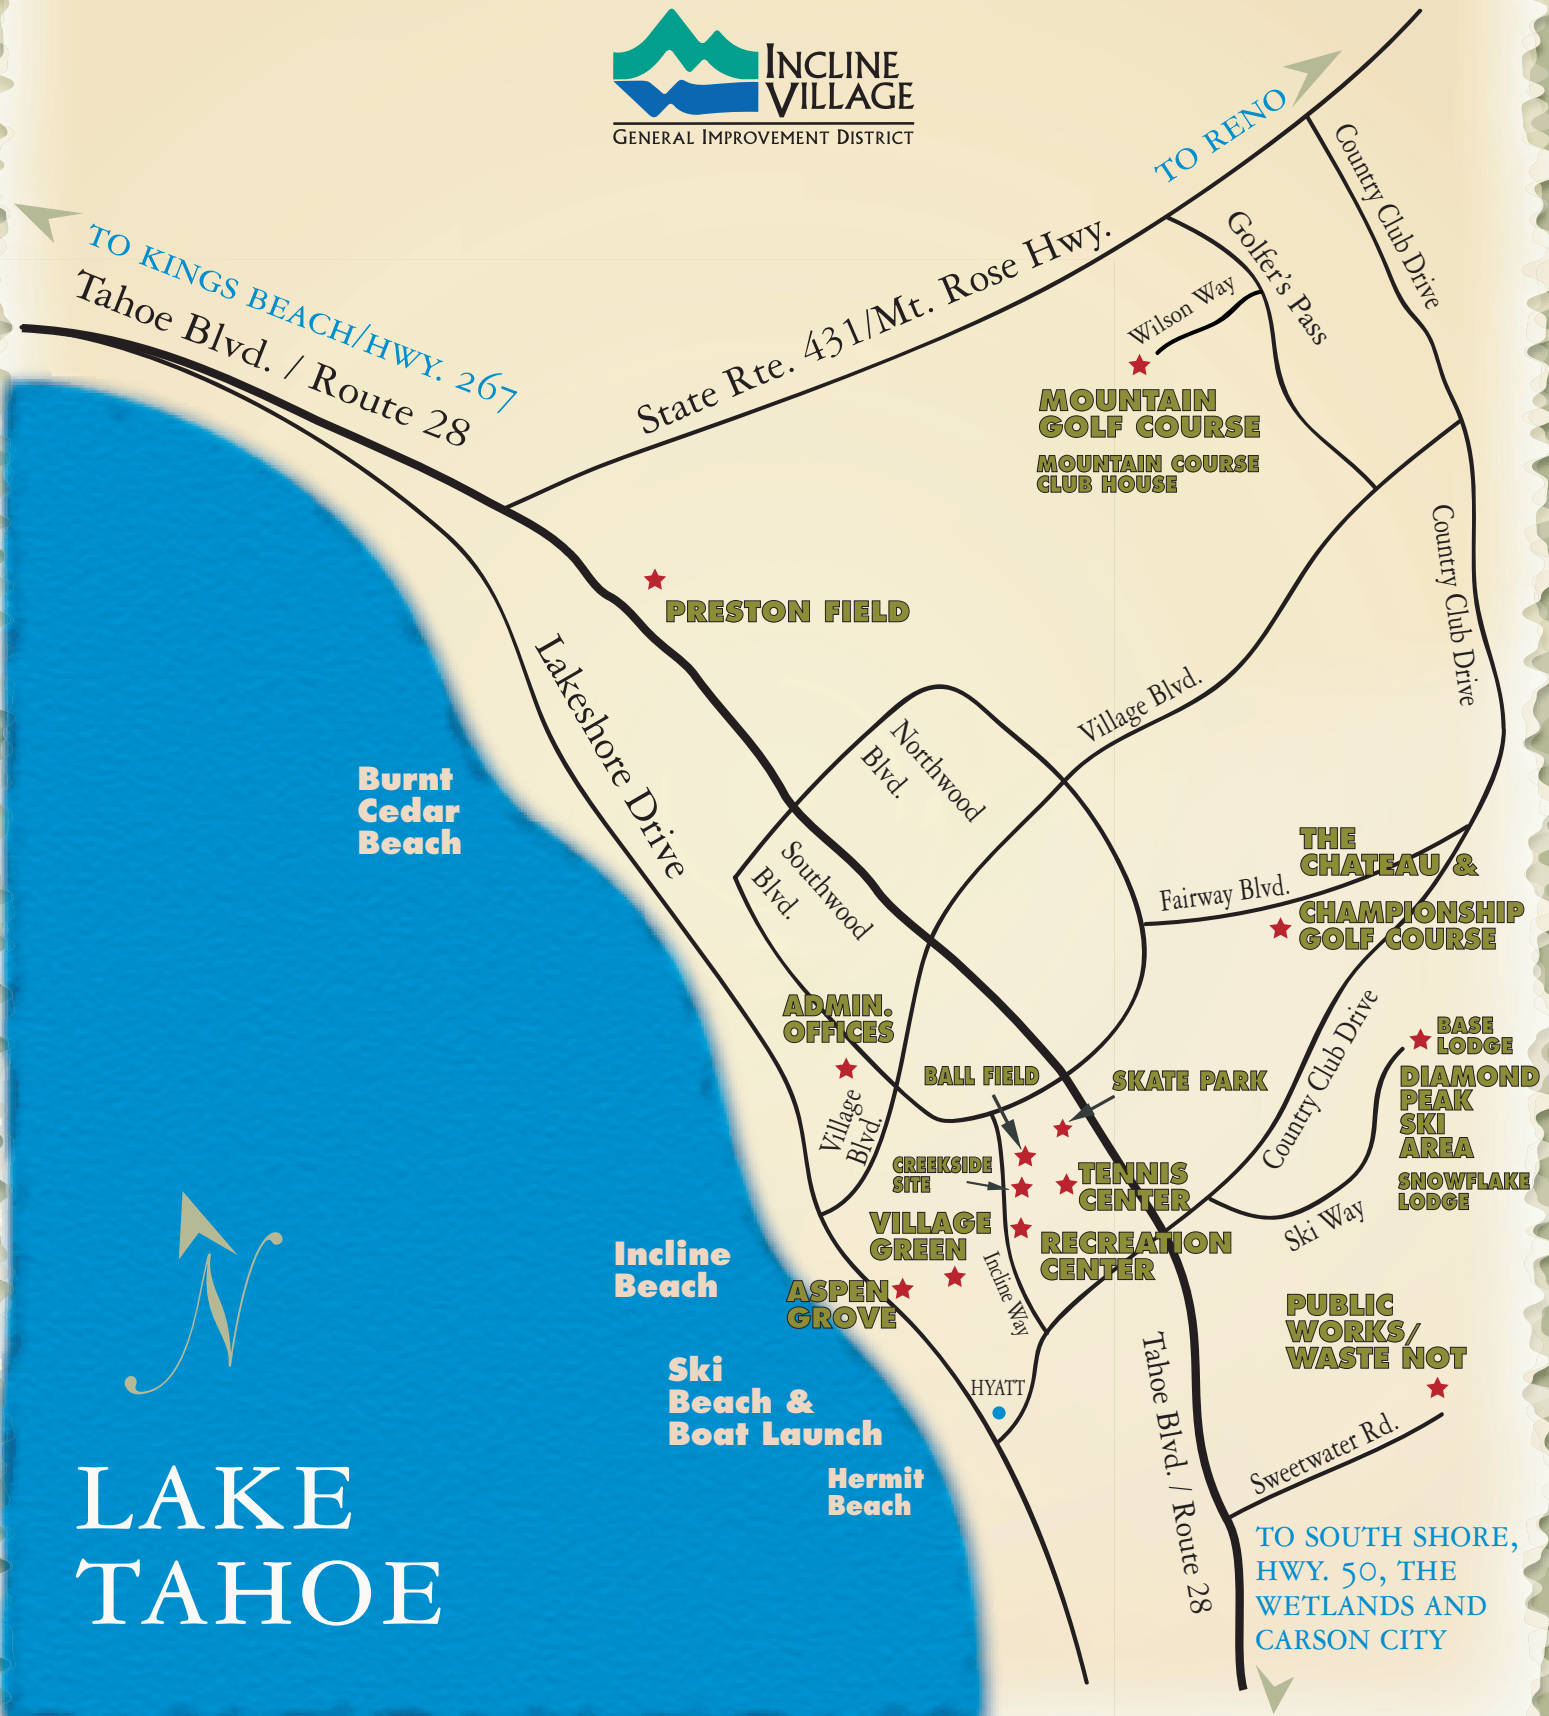 INCLINE
VILLAGE
GENERAL IMPROVEMENT DISTRICT
TO RENO
Country Club Drive
TO KINGS BEACH/HWY. 267
Tahoe Blvd. / Route 28
State Rte. 431/Mt. Rose Hwy.
Golfer's Pass
Wilson Way
MOUNTAIN
GOLF COURSE
MOUNTAIN COURSE
CLUB HOUSE
Country Club Drive
PRESTON FIELD
Lakeshore Drive
Village Blvd.
Northwood
Blvd.
Burnt
Cedar
Beach
Southwood
Blvd.
THE
CHATEAU &
Fairway Blvd.
CHAMPIONSHIP
GOLF COURSE
ADMIN.
OFFICES
Country Club Drive
BASE
LODGE
DIAMOND
PEAK
SKI
AREA
SNOWFLAKE
LODGE
BALL FIELD
SKATE PARK
Village
Blvd.
CREEKSIDE
SITE
TENNIS
CENTER
Ski Way
VILLAGE
GREEN
RECREATION
CENTER
Incline Way
Incline
Beach
ASPEN
GROVE
N
PUBLIC
WORKS/
WASTE NOT
Ski
Beach &
Boat Launch
HYATT
Tahoe Blvd. / Route 28
Sweetwater Rd.
Hermit
Beach
LAKE
TAHOE
TO SOUTH SHORE,
HWY. 50, THE
WETLANDS AND
CARSON CITY